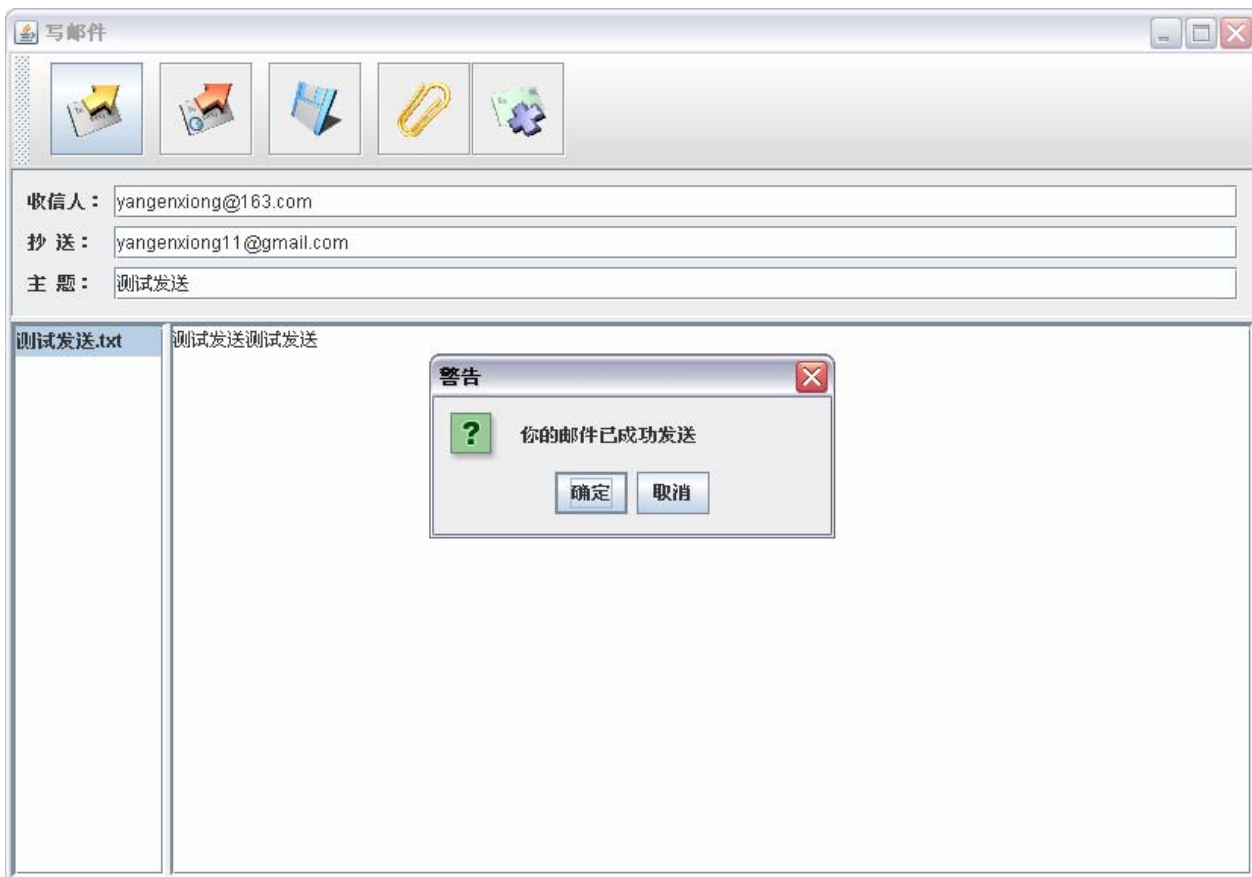 写邮件
收信人： yangenxiong@163.com
抄 送： yangenxiong11@gmail.com
主 题： 测试发送
测试发送.txt
测试发送测试发送
警告
?
你的邮件已成功发送
确定 取消